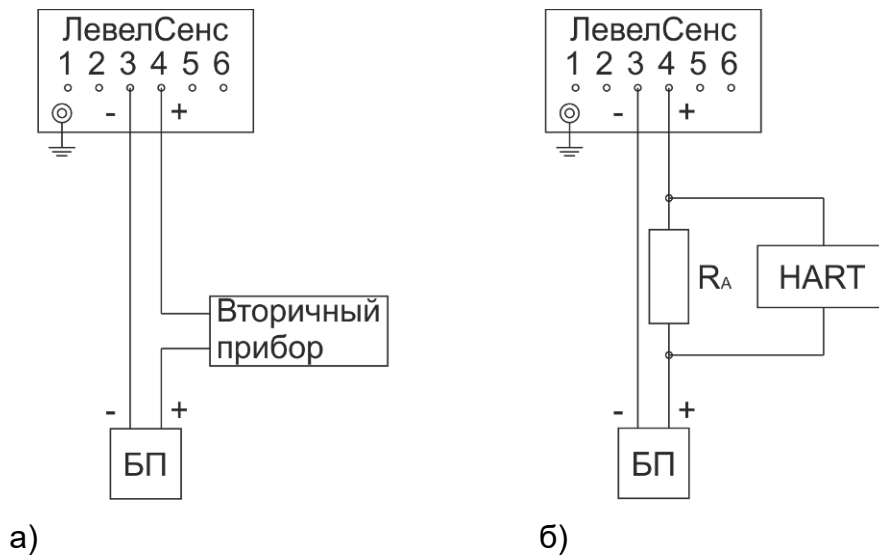 ЛевелСенс
1 2 3 4 5 6
- +
Вторичный
прибор
- +
БП
а)
ЛевелСенс
1 2 3 4 5 6
- +
RА
HART
- +
БП
б)